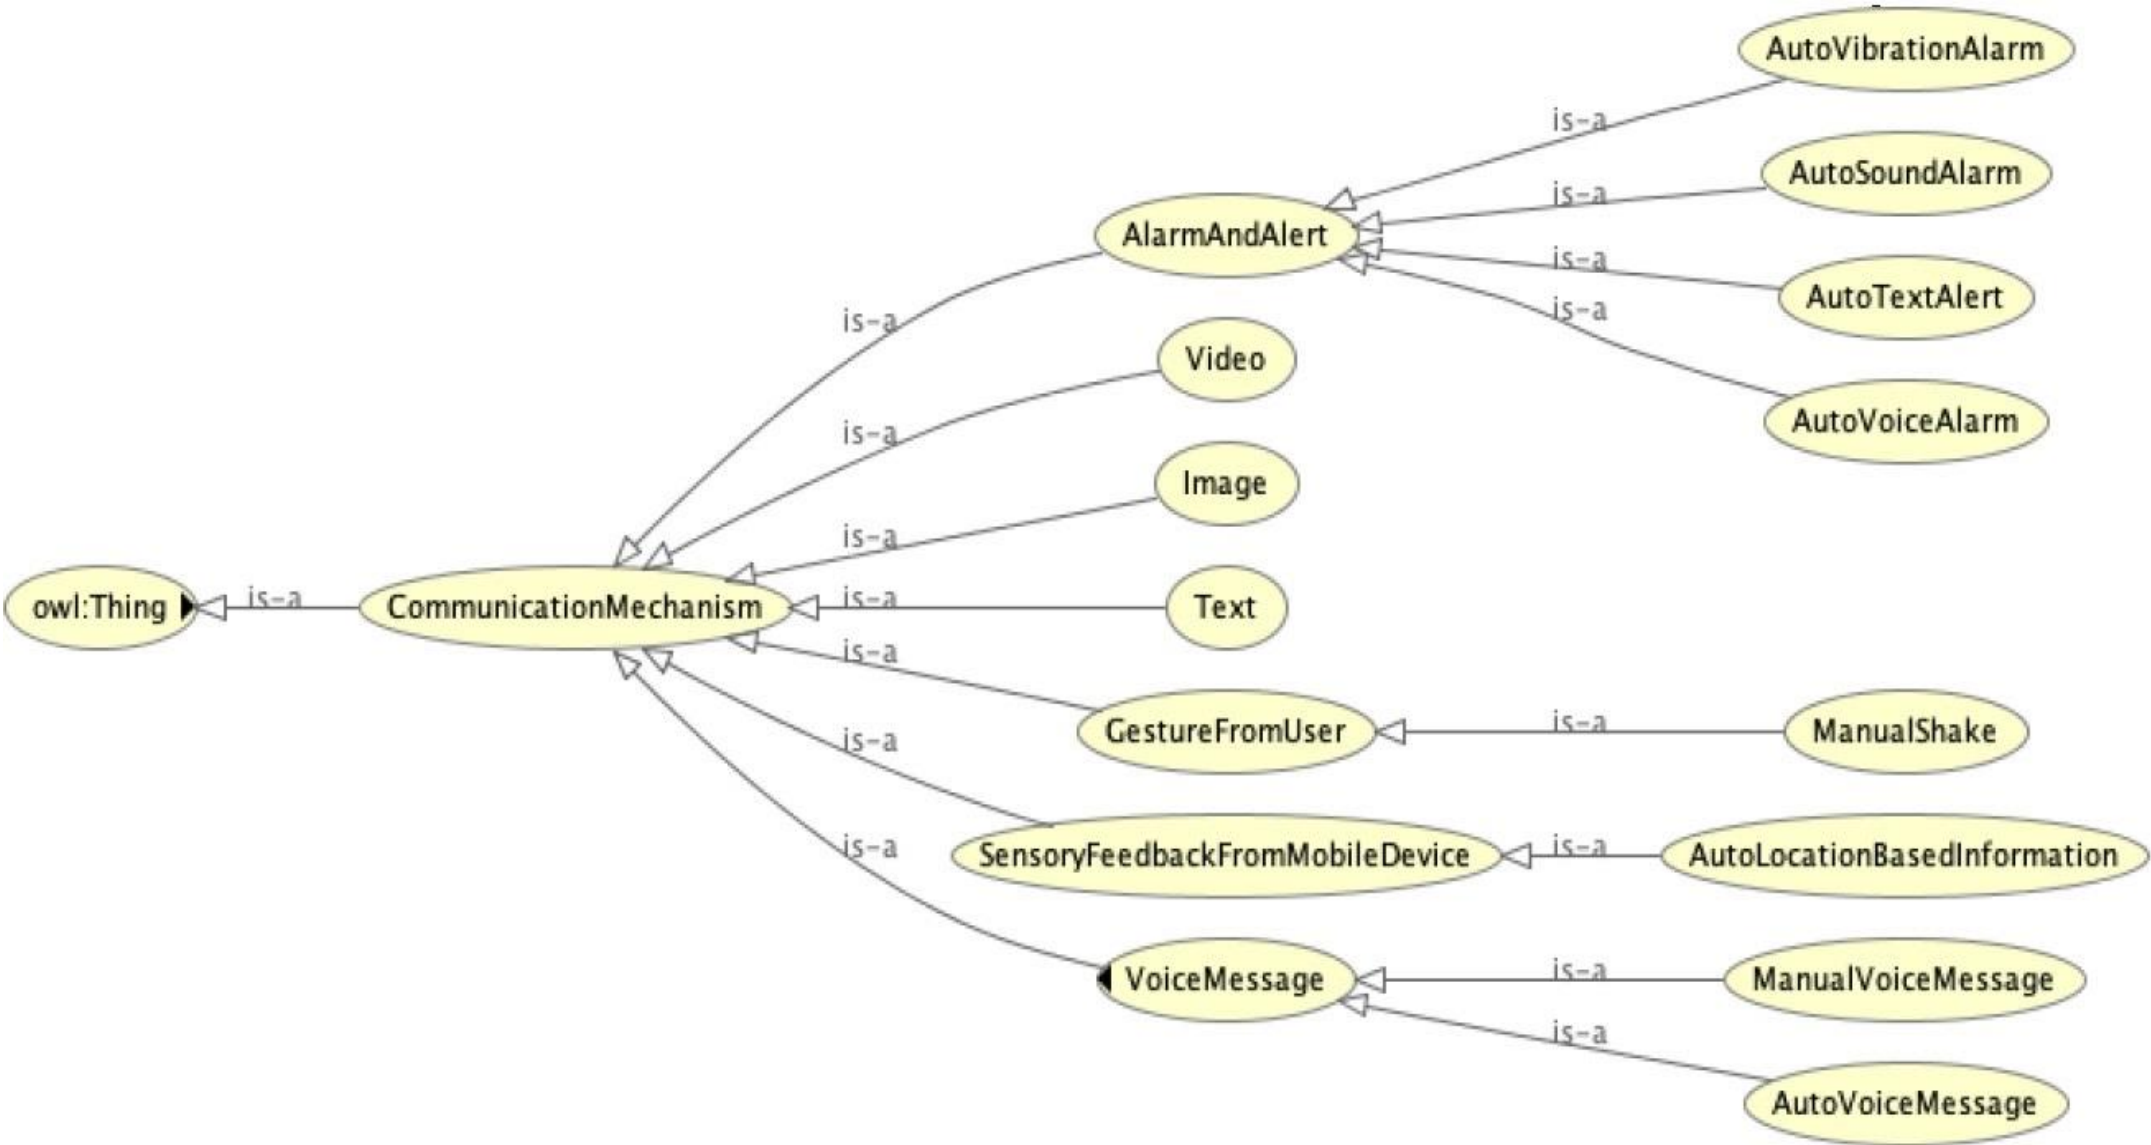 AutoVibrationAlarm
is-a
AutoSoundAlarm
is-a
AlarmAndAlert
is-a
AutoTextAlert
is-a
is-a
Video
AutoVoiceAlarm
is-a
Image
is-a
owl:Thing
is-a
CommunicationMechanism
is-a
Text
is-a
GestureFromUser
is-a
ManualShake
is-a
SensoryFeedbackFromMobileDevice
is-a
AutoLocationBasedInformation
is-a
VoiceMessage
is-a
ManualVoiceMessage
is-a
AutoVoiceMessage